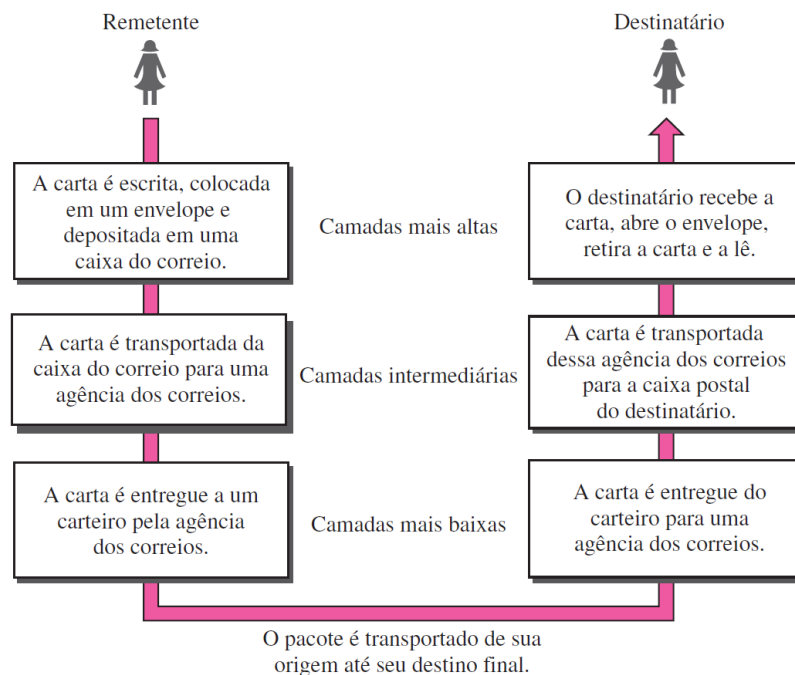 Remetente
Destinatário
A carta é escrita, colocada
em um envelope e
depositada em uma
caixa do correio.
Camadas mais altas
O destinatário recebe a
carta, abre o envelope,
retira a carta e a lê.
A carta é transportada da
caixa do correio para uma
agência dos correios.
Camadas intermediárias
A carta é transportada
dessa agência dos correios
para a caixa postal
do destinatário.
A carta é entregue a um
carteiro pela agência
dos correios.
Camadas mais baixas
A carta é entregue do
carteiro para uma
agência dos correios.
O pacote é transportado de sua
origem até seu destino final.